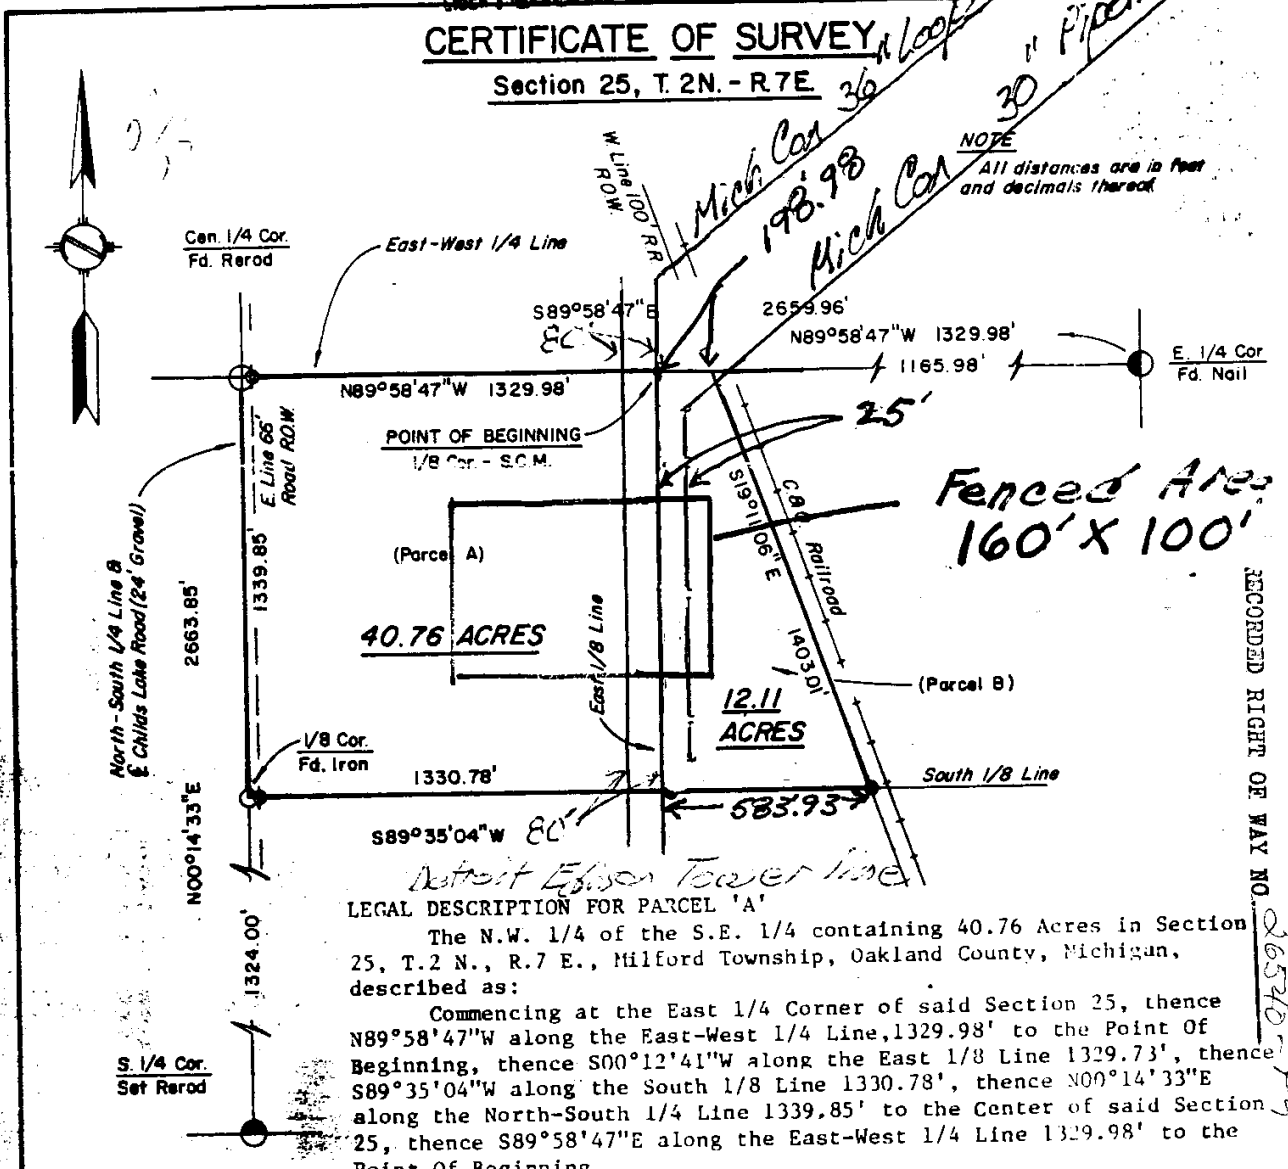 CERTIFICATE OF SURVEY
Section 25, T. 2N. - R. 7E.
Mich Con 36" Loop
Mich Con 30"
198.98
NOTE
All distances are in feet
and decimals thereof
W. Line 100' R.R.
R.O.W.
Cen. 1/4 Cor.
Fd. Rerod
East-West 1/4 Line
S89°58'47"E
2659.96'
80'
N89°58'47"W 1329.98'
1165.98'
E. 1/4 Cor
Fd. Nail
N89°58'47"W 1329.98'
POINT OF BEGINNING
1/8 Cor. - S.C.M.
25'
E. Line 66'
Road R.O.W.
Fenced Area
160' X 100'
S19°11'06"E
1403.01'
C.&O. Railroad
(Parcel A)
40.76 ACRES
East 1/8 Line
(Parcel B)
12.11
ACRES
North-South 1/4 Line &
℄ Childs Lake Road (24' Gravel)
2663.85'
N00°14'33"E
1339.85'
1/8 Cor.
Fd. Iron
1330.78'
South 1/8 Line
583.93
S89°35'04"W
80'
Detroit Edison Tower line
1324.00'
S. 1/4 Cor.
Set Rerod
RECORDED RIGHT OF WAY NO.
LEGAL DESCRIPTION FOR PARCEL 'A'
The N.W. 1/4 of the S.E. 1/4 containing 40.76 Acres in Section
25, T.2 N., R.7 E., Milford Township, Oakland County, Michigan,
described as:
Commencing at the East 1/4 Corner of said Section 25, thence
N89°58'47"W along the East-West 1/4 Line,1329.98' to the Point Of
Beginning, thence S00°12'41"W along the East 1/8 Line 1329.73', thence
S89°35'04"W along the South 1/8 Line 1330.78', thence N00°14'33"E
along the North-South 1/4 Line 1339.85' to the Center of said Section
25, thence S89°58'47"E along the East-West 1/4 Line 1329.98' to the
Point Of Beginning